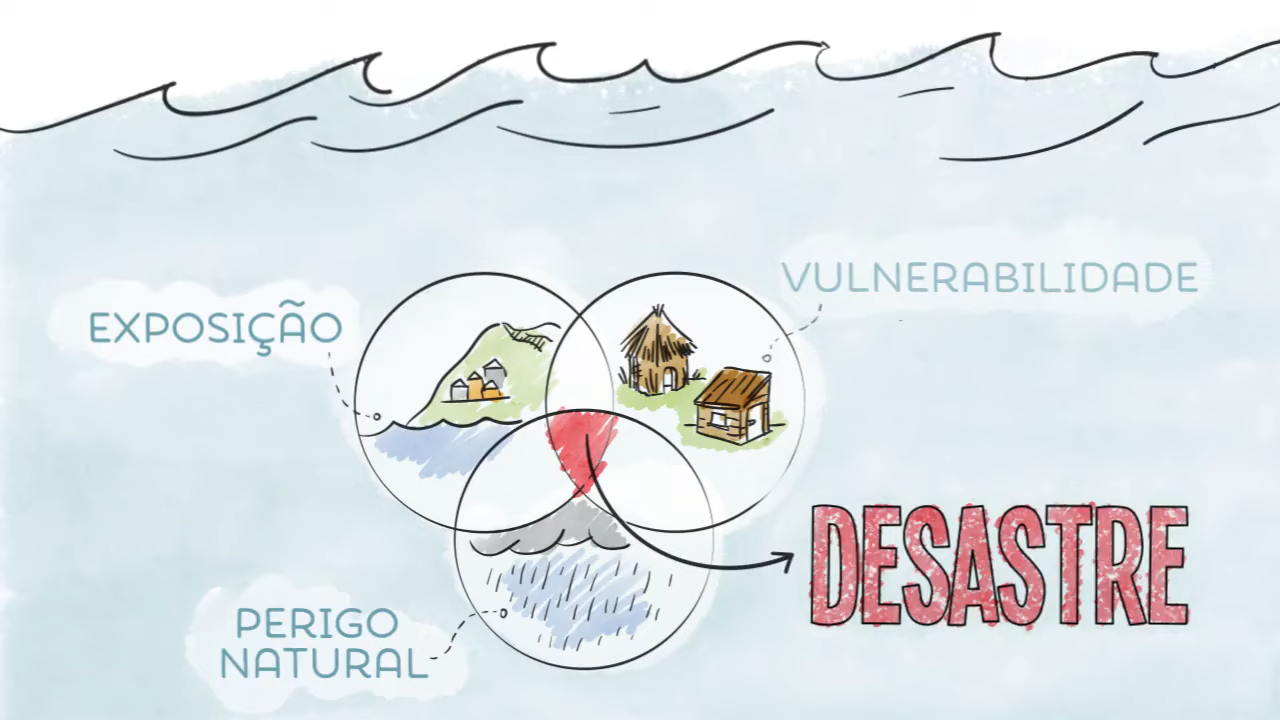 VULNERABILIDADE
EXPOSIÇÃO
DESASTRE
PERIGO
NATURAL